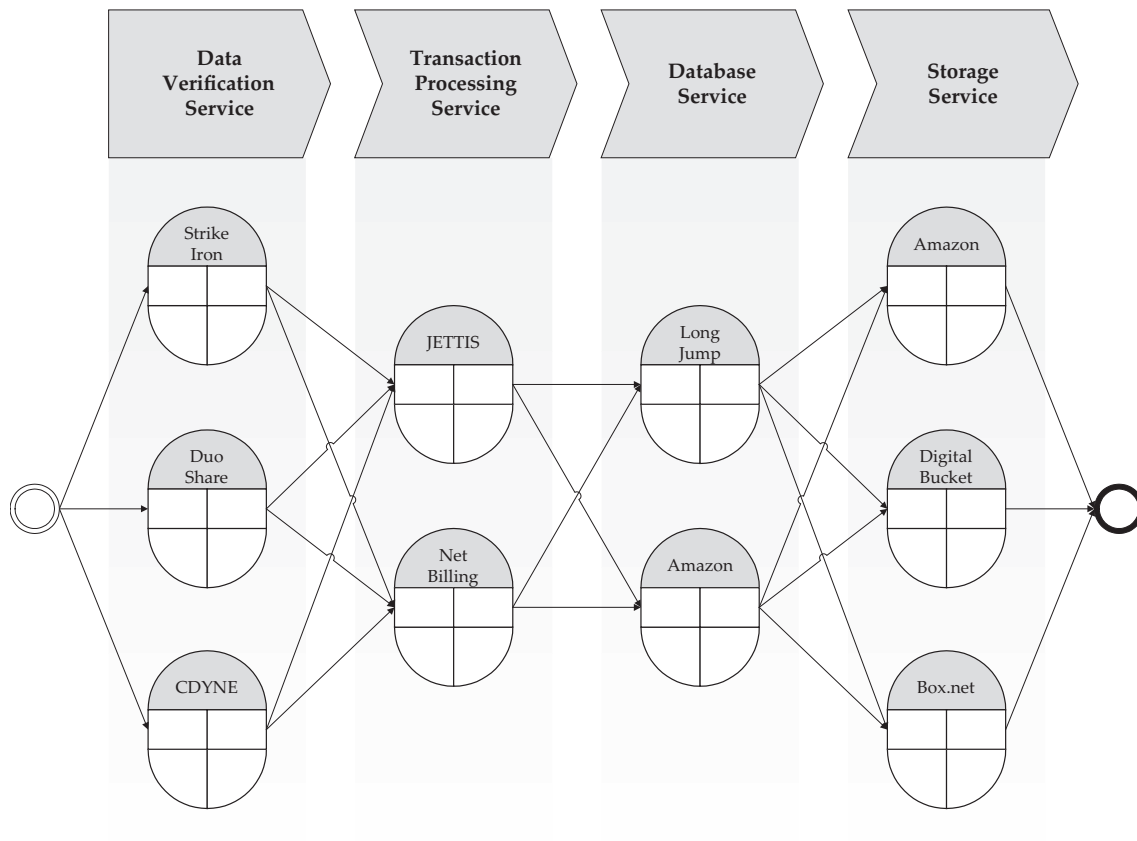 Data
Verification
Service
Transaction
Processing
Service
Database
Service
Storage
Service
Strike
Iron
Duo
Share
CDYNE
JETTIS
Net
Billing
Long
Jump
Amazon
Amazon
Digital
Bucket
Box.net